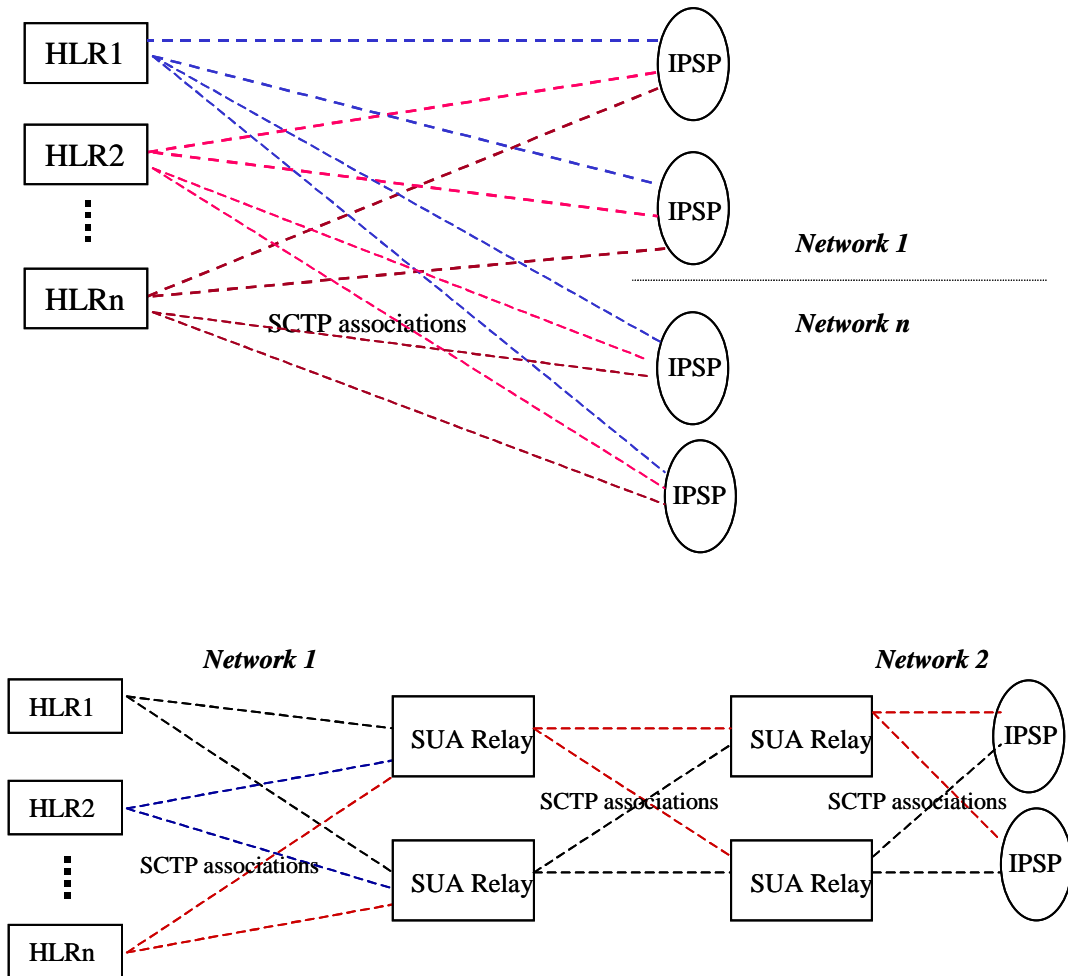 HLR1
IPSP
HLR2
IPSP
Network 1
HLRn
SCTP associations
Network n
IPSP
IPSP
Network 1
Network 2
HLR1
SUA Relay
SUA Relay
IPSP
HLR2
SCTP associations
SCTP associations
SCTP associations
IPSP
SUA Relay
SUA Relay
HLRn